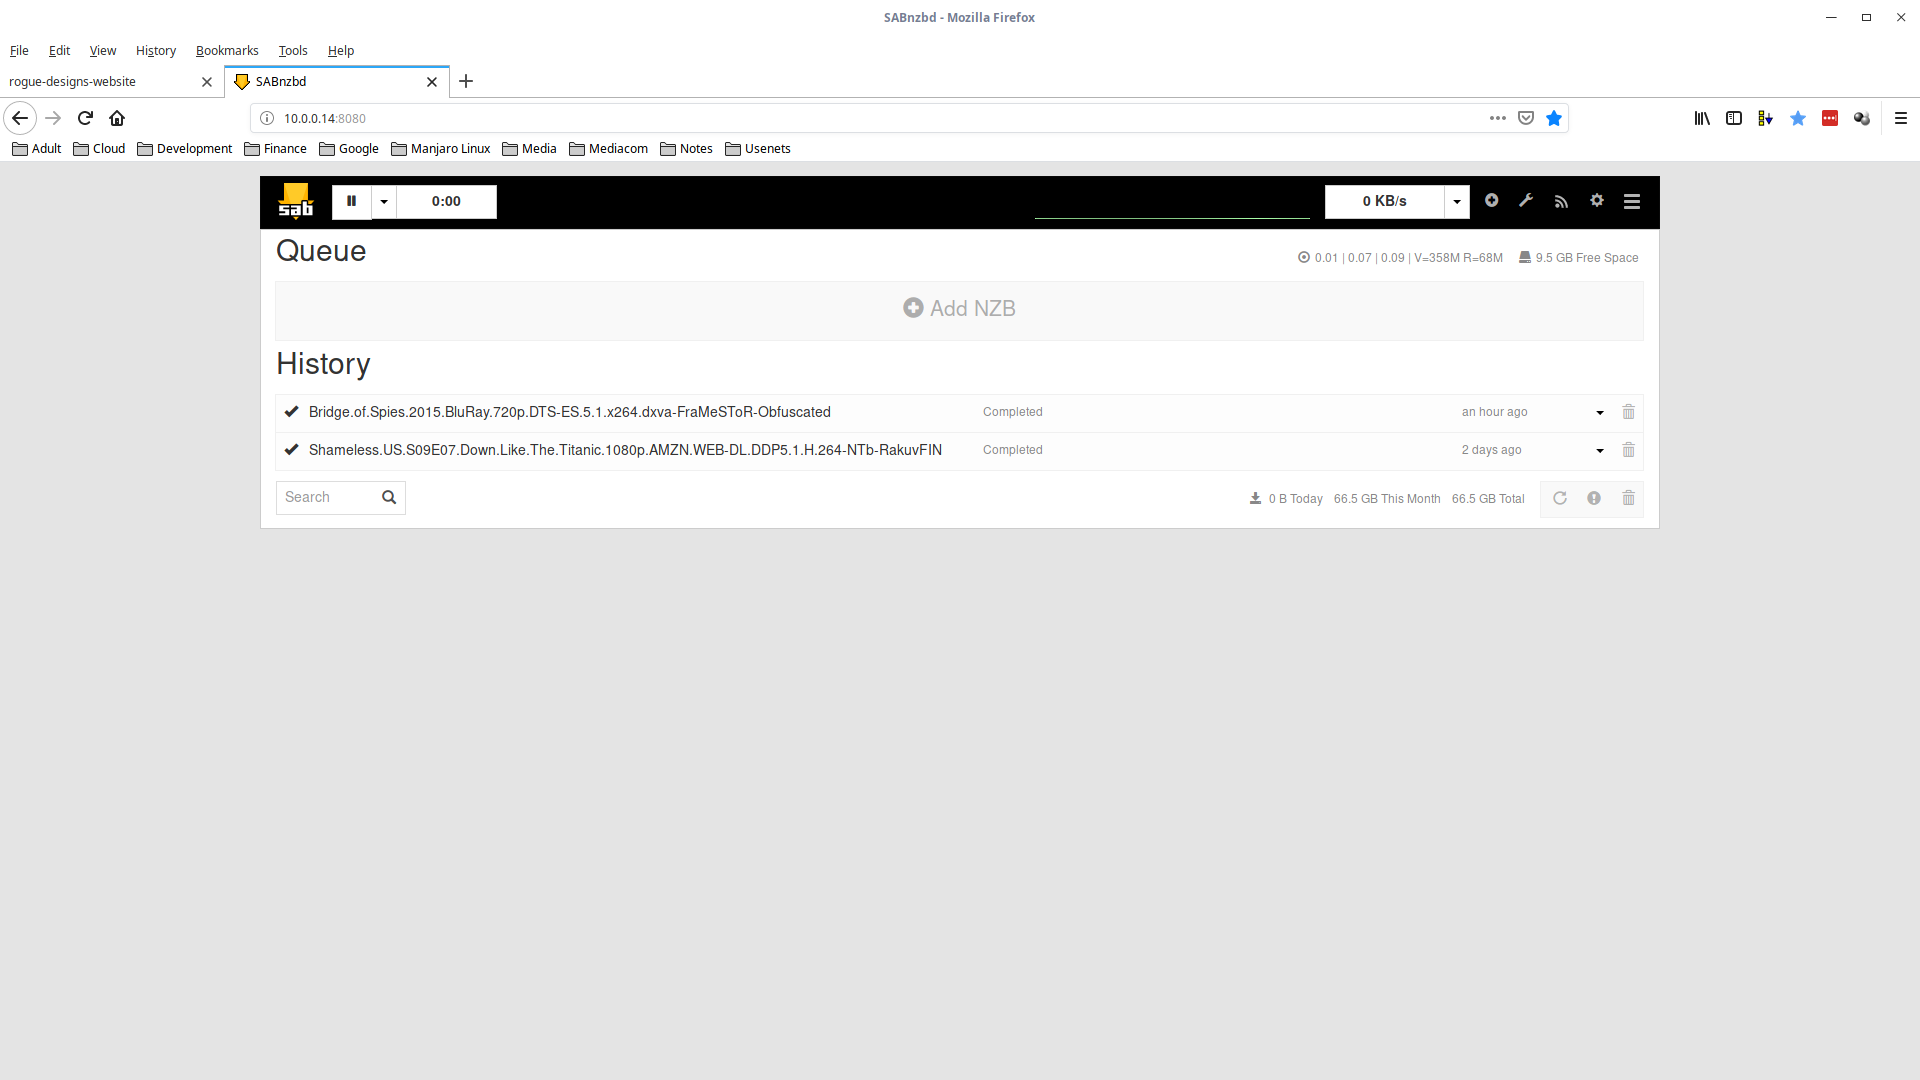 SABnzbd - Mozilla Firefox
File Edit View History Bookmarks Tools Help
rogue-designs-website SABnzbd
10.0.0.14:8080
Adult Cloud Development Finance Google Manjaro Linux Media Mediacom Notes Usenets
sab 0:00 0 KB/s
Queue
0.01 | 0.07 | 0.09 | V=358M R=68M 9.5 GB Free Space
Add NZB
History
Bridge.of.Spies.2015.BluRay.720p.DTS-ES.5.1.x264.dxva-FraMeSToR-Obfuscated Completed an hour ago
Shameless.US.S09E07.Down.Like.The.Titanic.1080p.AMZN.WEB-DL.DDP5.1.H.264-NTb-RakuvFIN Completed 2 days ago
Search 0 B Today 66.5 GB This Month 66.5 GB Total